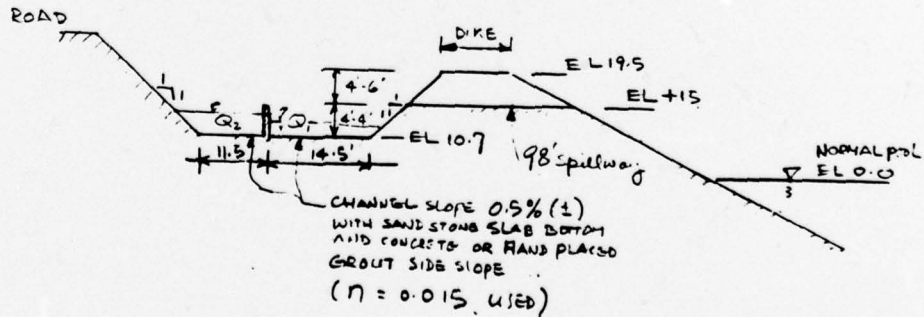 ROAD
DIKE
EL 19.5
4.6'
EL +15
1
1
Q2
Q1
4.4'
1
EL 10.7
11.5'
14.5'
98' spillway
NORMAL POOL
EL 0.0
3
CHANNEL SLOPE 0.5% (±)
WITH SAND STONE SLAB BOTTOM
AND CONCRETE OR HAND PLACED
GROUT SIDE SLOPE
(n = 0.015 USED)